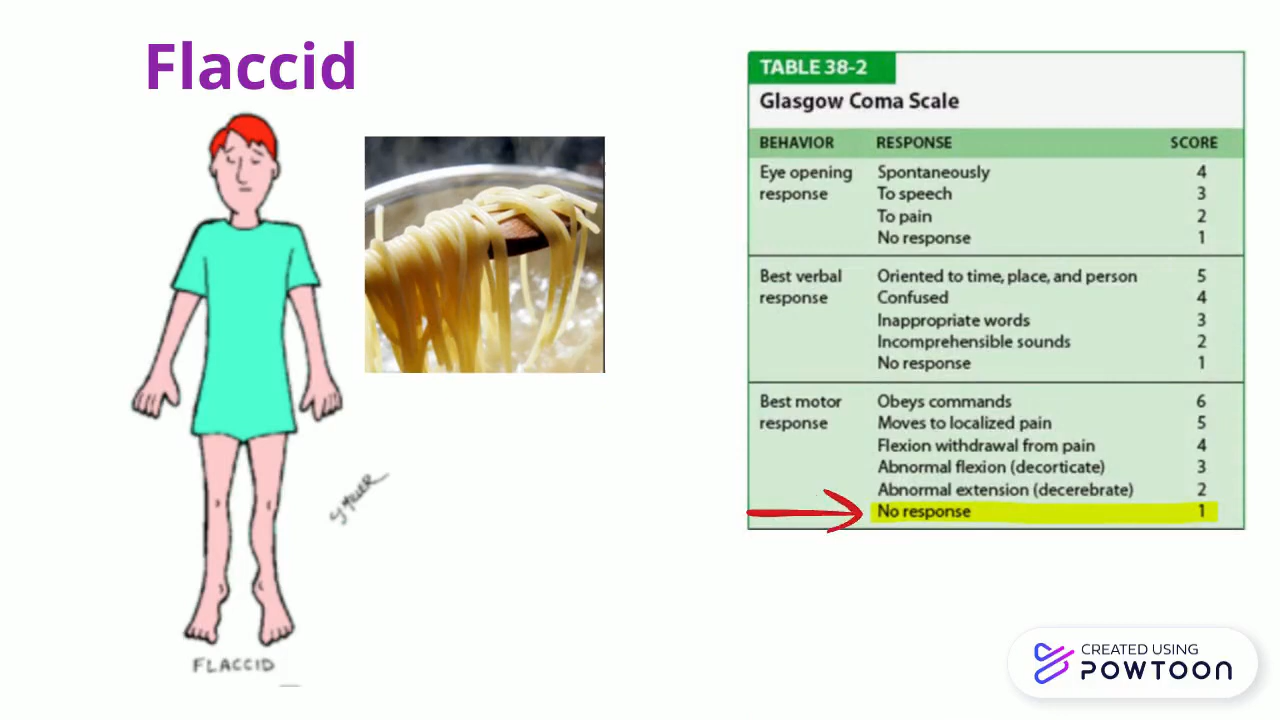 Flaccid
FLACCID
TABLE 38-2
Glasgow Coma Scale
BEHAVIOR RESPONSE SCORE
Eye opening Spontaneously 4
response To speech 3
To pain 2
No response 1
Best verbal Oriented to time, place, and person 5
response Confused 4
Inappropriate words 3
Incomprehensible sounds 2
No response 1
Best motor Obeys commands 6
response Moves to localized pain 5
Flexion withdrawal from pain 4
Abnormal flexion (decorticate) 3
Abnormal extension (decerebrate) 2
No response 1
CREATED USING
POWTOON